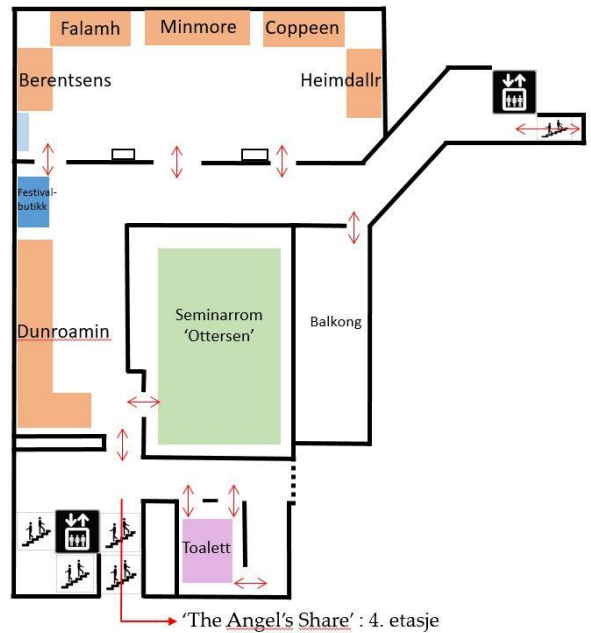 Falamh
Minmore
Coppeen
Berentsens
Heimdallr
Festival-
butikk
Dunroamin
Seminarrom
‘Ottersen’
Balkong
Toalett
‘The Angel’s Share’ : 4. etasje